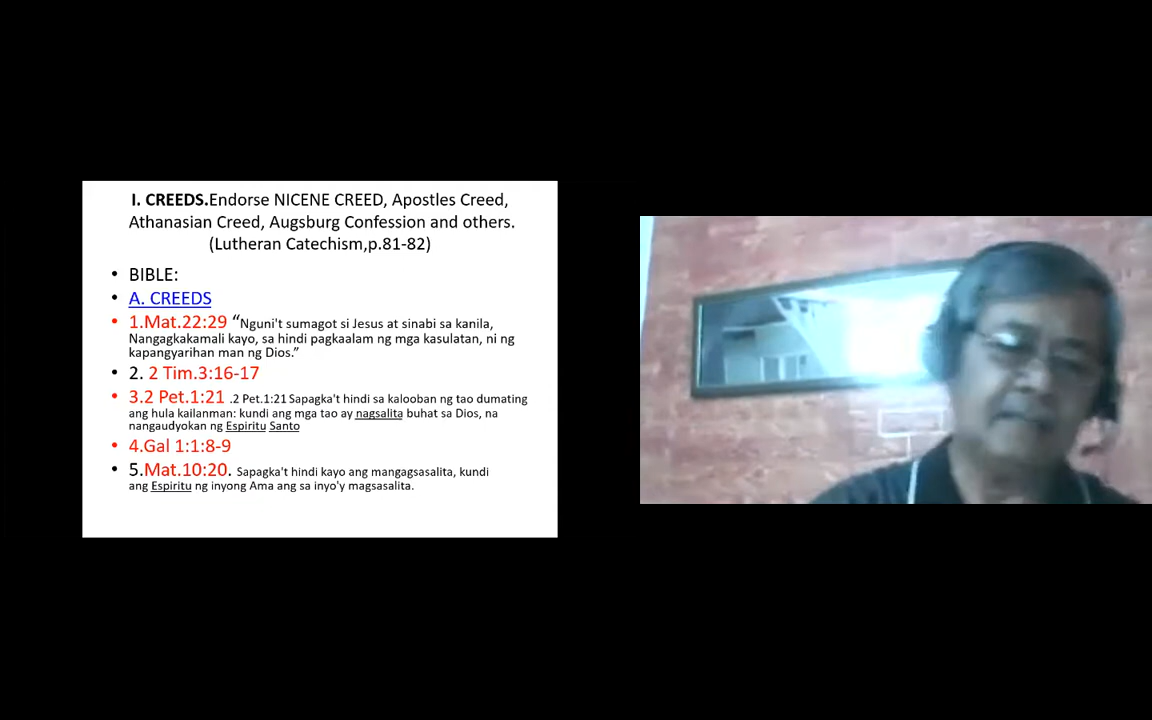 I. CREEDS.Endorse NICENE CREED, Apostles Creed,
Athanasian Creed, Augsburg Confession and others.
(Lutheran Catechism,p.81-82)
• BIBLE:
• A. CREEDS
• 1.Mat.22:29 “Nguni't sumagot si Jesus at sinabi sa kanila,
Nangagkakamali kayo, sa hindi pagkaalam ng mga kasulatan, ni ng
kapangyarihan man ng Dios.”
• 2. 2 Tim.3:16-17
• 3.2 Pet.1:21 .2 Pet.1:21 Sapagka't hindi sa kalooban ng tao dumating
ang hula kailanman: kundi ang mga tao ay nagsalita buhat sa Dios, na
nangaudyokan ng Espiritu Santo
• 4.Gal 1:1:8-9
• 5.Mat.10:20. Sapagka't hindi kayo ang mangagsasalita, kundi
ang Espiritu ng inyong Ama ang sa inyo'y magsasalita.